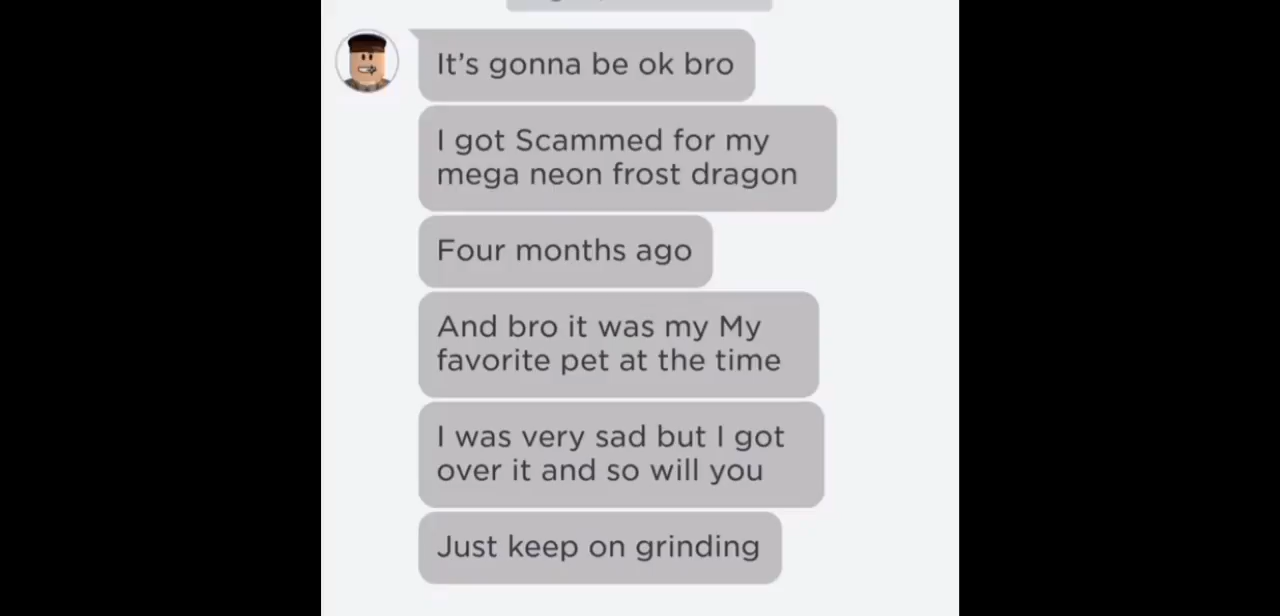 It's gonna be ok bro
I got Scammed for my
mega neon frost dragon
Four months ago
And bro it was my My
favorite pet at the time
I was very sad but I got
over it and so will you
Just keep on grinding